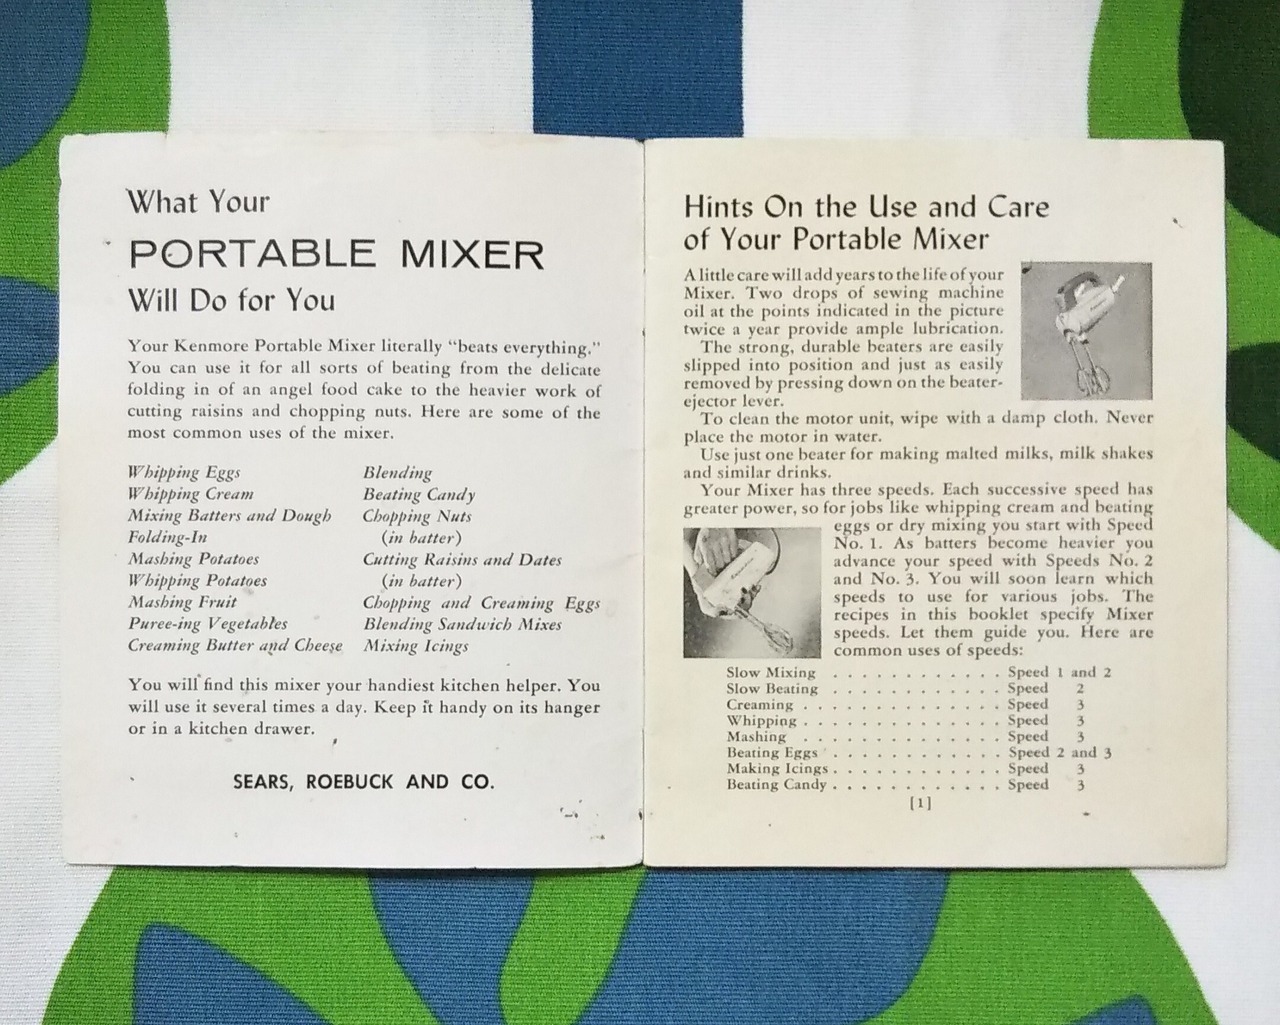 What Your
PORTABLE MIXER
Will Do for You
Your Kenmore Portable Mixer literally “beats everything.”
You can use it for all sorts of beating from the delicate
folding in of an angel food cake to the heavier work of
cutting raisins and chopping nuts. Here are some of the
most common uses of the mixer.
Whipping Eggs
Whipping Cream
Mixing Batters and Dough
Folding-In
Mashing Potatoes
Whipping Potatoes
Mashing Fruit
Puree-ing Vegetables
Creaming Butter and Cheese
Blending
Beating Candy
Chopping Nuts
(in batter)
Cutting Raisins and Dates
(in batter)
Chopping and Creaming Eggs
Blending Sandwich Mixes
Mixing Icings
You will find this mixer your handiest kitchen helper. You
will use it several times a day. Keep it handy on its hanger
or in a kitchen drawer.
SEARS, ROEBUCK AND CO.
Hints On the Use and Care
of Your Portable Mixer
A little care will add years to the life of your
Mixer. Two drops of sewing machine
oil at the points indicated in the picture
twice a year provide ample lubrication.
The strong, durable beaters are easily
slipped into position and just as easily
removed by pressing down on the beater-
ejector lever.
To clean the motor unit, wipe with a damp cloth. Never
place the motor in water.
Use just one beater for making malted milks, milk shakes
and similar drinks.
Your Mixer has three speeds. Each successive speed has
greater power, so for jobs like whipping cream and beating
eggs or dry mixing you start with Speed
No. 1. As batters become heavier you
advance your speed with Speeds No. 2
and No. 3. You will soon learn which
speeds to use for various jobs. The
recipes in this booklet specify Mixer
speeds. Let them guide you. Here are
common uses of speeds:
Slow Mixing . . . . . . . . . . . . Speed 1 and 2
Slow Beating . . . . . . . . . . . . Speed 2
Creaming . . . . . . . . . . . . . . Speed 3
Whipping . . . . . . . . . . . . . . Speed 3
Mashing . . . . . . . . . . . . . . Speed 3
Beating Eggs . . . . . . . . . . . . Speed 2 and 3
Making Icings . . . . . . . . . . . . Speed 3
Beating Candy . . . . . . . . . . . . Speed 3
[1]